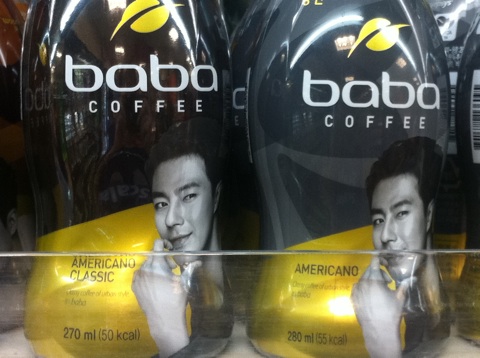 baba
COFFEE
AMERICANO
CLASSIC
270 ml (50 kcal)
baba
COFFEE
AMERICANO
280 ml (55 kcal)